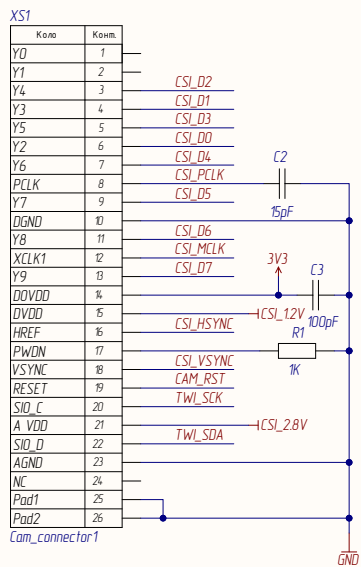 XS1
Коло Конт.
Y0 1
Y1 2
Y4 3 CSI_D2
Y3 4 CSI_D1
Y5 5 CSI_D3
Y2 6 CSI_D0
Y6 7 CSI_D4
PCLK 8 CSI_PCLK C2
Y7 9 CSI_D5 15pF
DGND 10
Y8 11 CSI_D6
XCLK1 12 CSI_MCLK 3V3
Y9 13 CSI_D7 C3
DOVDD 14
DVDD 15 CSI_1.2V 100pF
HREF 16 CSI_HSYNC R1
PWDN 17
VSYNC 18 CSI_VSYNC 1K
RESET 19 CAM_RST
SIO_C 20 TWI_SCK
A VDD 21 CSI_2.8V
SIO_D 22 TWI_SDA
AGND 23
NC 24
Pad1 25
Pad2 26
Cam_connector1
GND